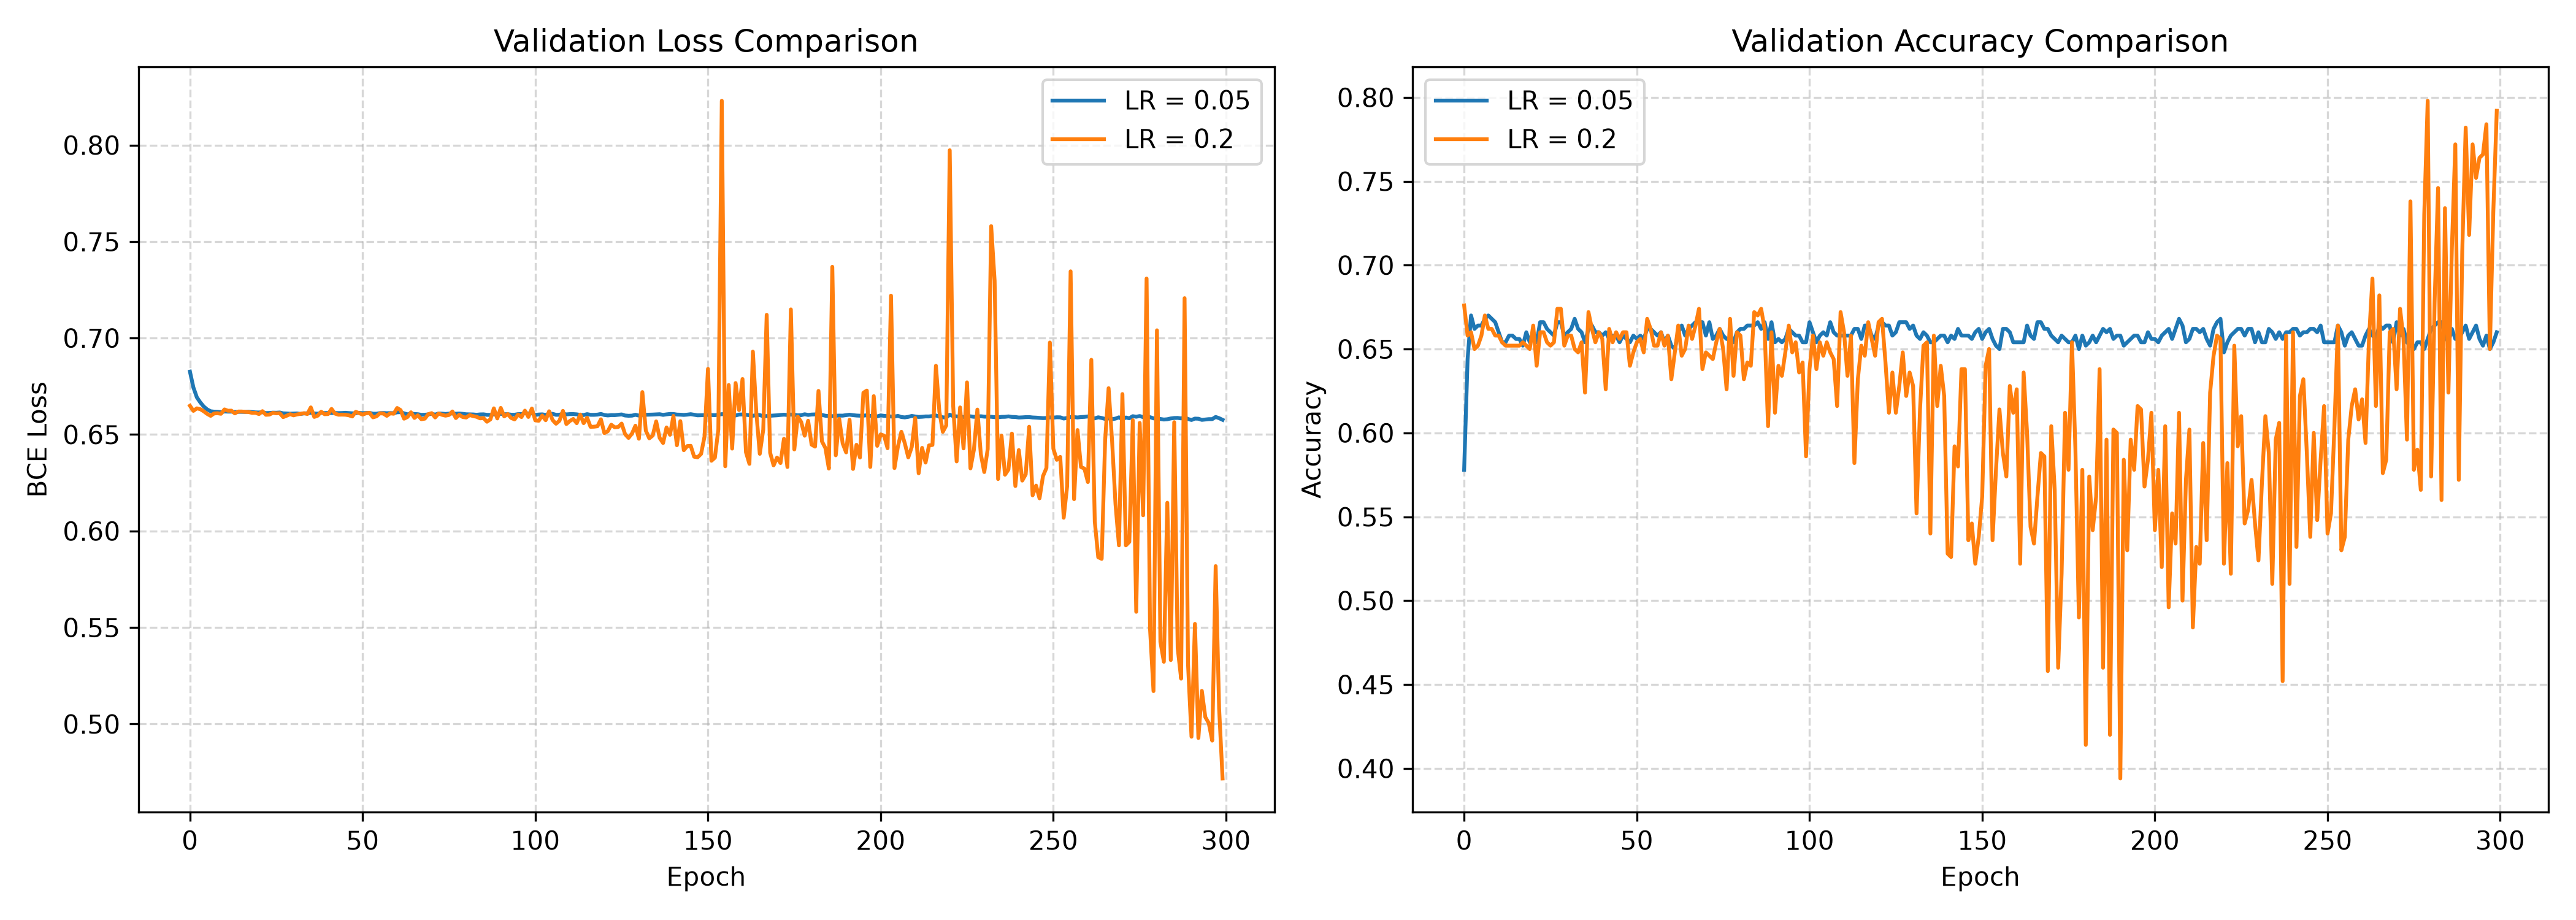 Validation Loss Comparison
LR = 0.05
LR = 0.2
0.80
0.75
0.70
0.65
0.60
0.55
0.50
BCE Loss
0 50 100 150 200 250 300
Epoch
Validation Accuracy Comparison
LR = 0.05
LR = 0.2
0.80
0.75
0.70
0.65
0.60
0.55
0.50
0.45
0.40
Accuracy
0 50 100 150 200 250 300
Epoch